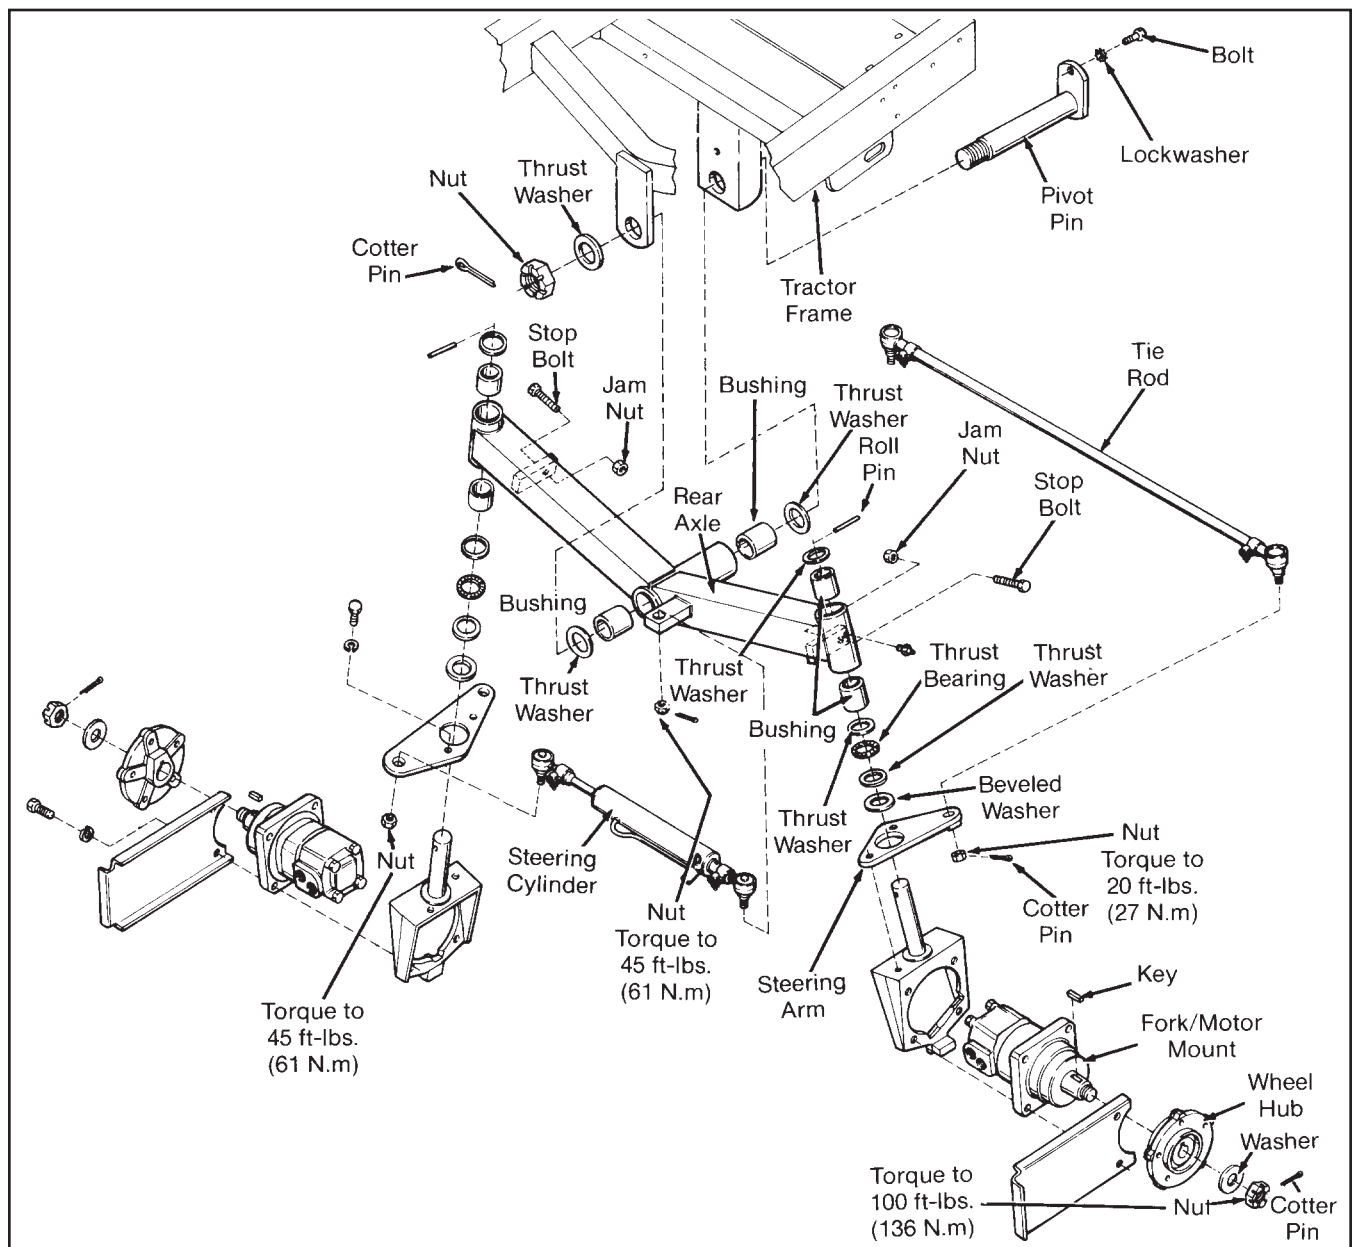 Bolt
Lockwasher
Pivot
Pin
Thrust
Washer
Nut
Cotter
Pin
Tractor
Frame
Stop
Bolt
Jam
Nut
Bushing
Thrust
Washer
Roll
Pin
Tie
Rod
Jam
Nut
Stop
Bolt
Rear
Axle
Bushing
Thrust
Washer
Thrust
Washer
Bushing
Thrust
Bearing
Thrust
Washer
Beveled
Washer
Thrust
Washer
Nut
Torque to
20 ft-lbs.
(27 N.m)
Cotter
Pin
Steering
Cylinder
Nut
Torque to
45 ft-lbs.
(61 N.m)
Nut
Torque to
45 ft-lbs.
(61 N.m)
Steering
Arm
Key
Fork/Motor
Mount
Wheel
Hub
Washer
Torque to
100 ft-lbs.
(136 N.m)
Nut
Cotter
Pin